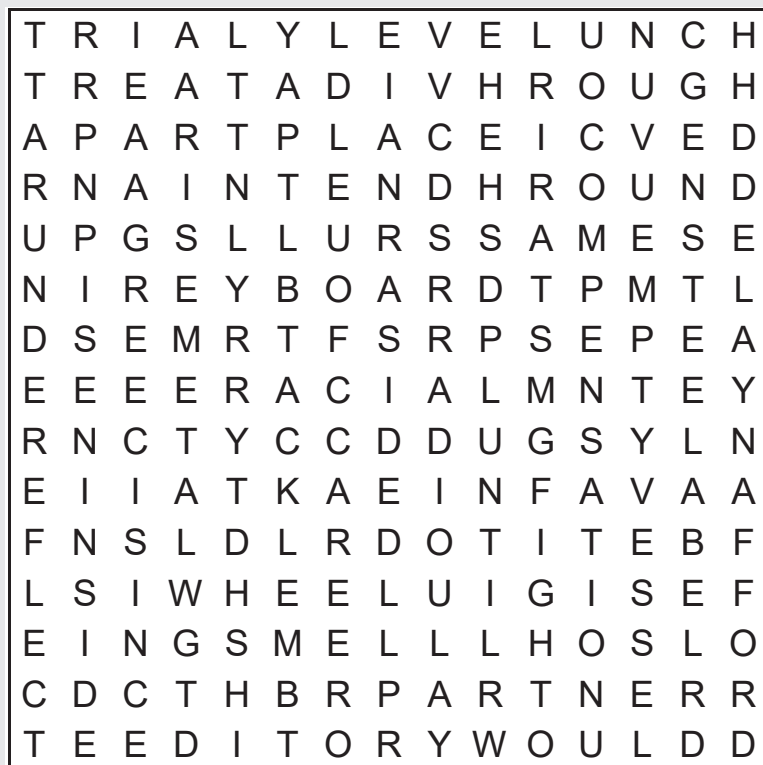 T R I A L Y L E V E L U N C H
T R E A T A D I V H R O U G H
A P A R T P L A C E I C V E D
R N A I N T E N D H R O U N D
U P G S L L U R S S A M E S E
N I R E Y B O A R D T P M T L
D S E M R T F S R P S E P E A
E E E E R A C I A L M N T E Y
R N C T Y C C D D U G S Y L N
E I I A T K A E I N F A V A A
F N S L D L R D O T I T E B F
L S I W H E E L U I G I S E F
E I N G S M E L L L H O S L O
C D C T H B R P A R T N E R R
T E E D I T O R Y W O U L D D